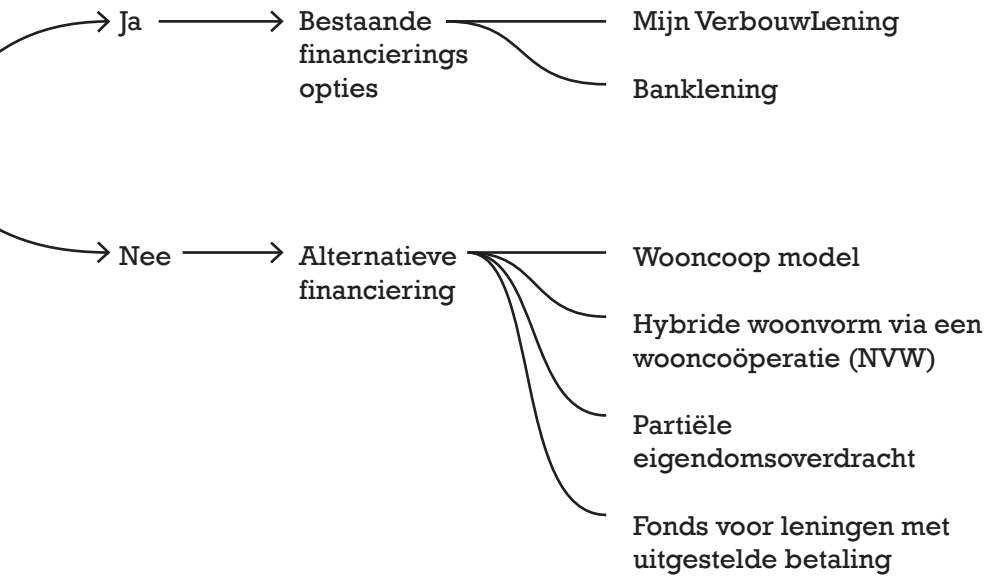 Ja
Bestaande
financierings
opties
Mijn VerbouwLening
Banklening
Nee
Alternatieve
financiering
Wooncoop model
Hybride woonvorm via een
wooncoöperatie (NVW)
Partiële
eigendomsoverdracht
Fonds voor leningen met
uitgestelde betaling